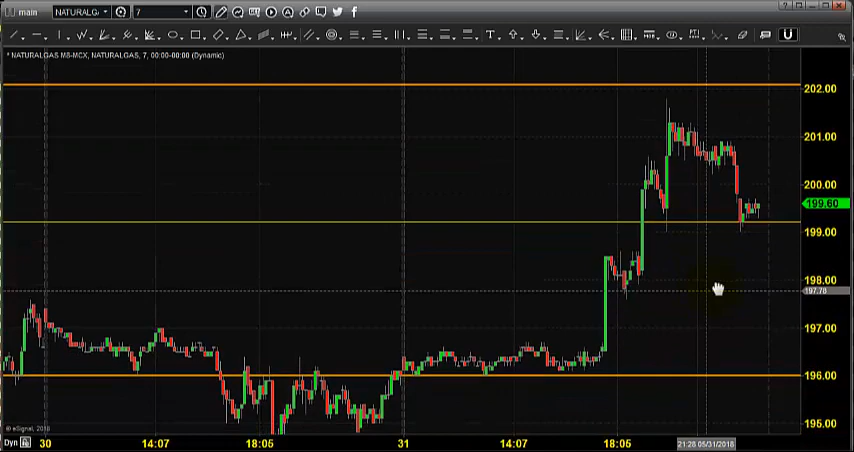 main NATURALGA 7
* NATURALGAS M5-MCX, NATURALGAS, 7, 00:00-00:00 (Dynamic)
202.00
201.00
200.00
199.60
199.00
198.00
197.78
197.00
196.00
195.00
© eSignal, 2018
Dyn 30 14:07 18:05 31 14:07 18:05 21:28 05/31/2018